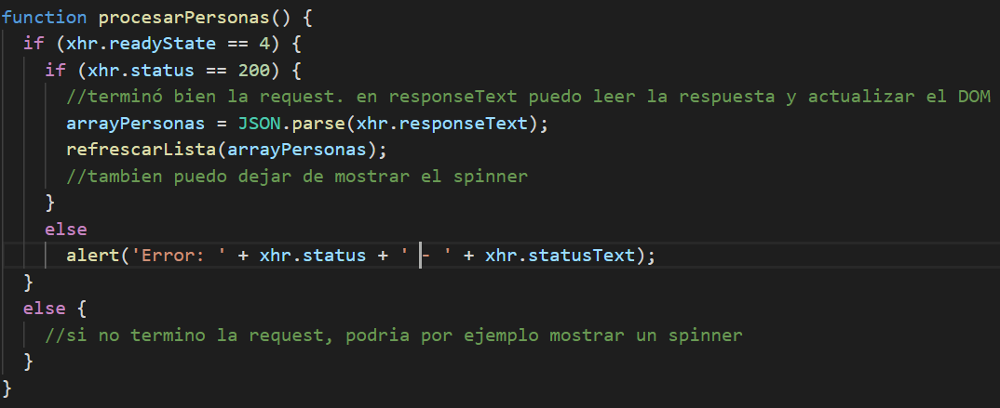 function procesarPersonas() {
if (xhr.readyState == 4) {
if (xhr.status == 200) {
//terminó bien la request. en responseText puedo leer la respuesta y actualizar el DOM
arrayPersonas = JSON.parse(xhr.responseText);
refrescarLista(arrayPersonas);
//tambien puedo dejar de mostrar el spinner
}
else
alert('Error: ' + xhr.status + ' - ' + xhr.statusText);
}
else {
//si no termino la request, podria por ejemplo mostrar un spinner
}
}